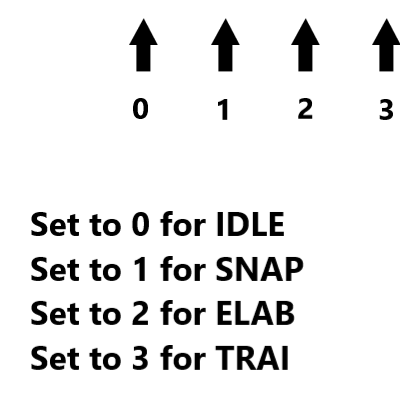 0 1 2 3
Set to 0 for IDLE
Set to 1 for SNAP
Set to 2 for ELAB
Set to 3 for TRAI